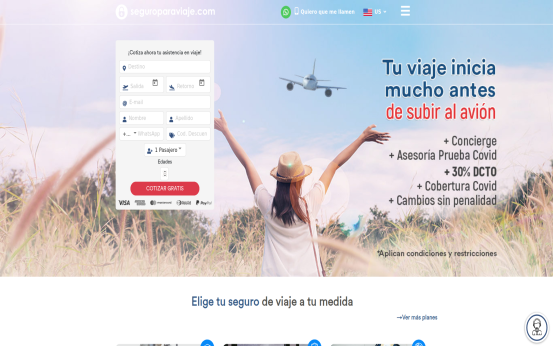 seguroparaviaje.com
Quiero que me llamen
US
¡Cotiza ahora tu asistencia en viaje!
Destino
Salida
Retorno
E-mail
Nombre
Apellido
+...
WhatsApp
Cod. Descuen
1 Pasajero
Edades
0
COTIZAR GRATIS
VISA
PayPal
Tu viaje inicia
mucho antes
de subir al avión
+ Concierge
+ Asesoria Prueba Covid
+ 30% DCTO
+ Cobertura Covid
+ Cambios sin penalidad
*Aplican condiciones y restricciones
Elige tu seguro de viaje a tu medida
→Ver más planes